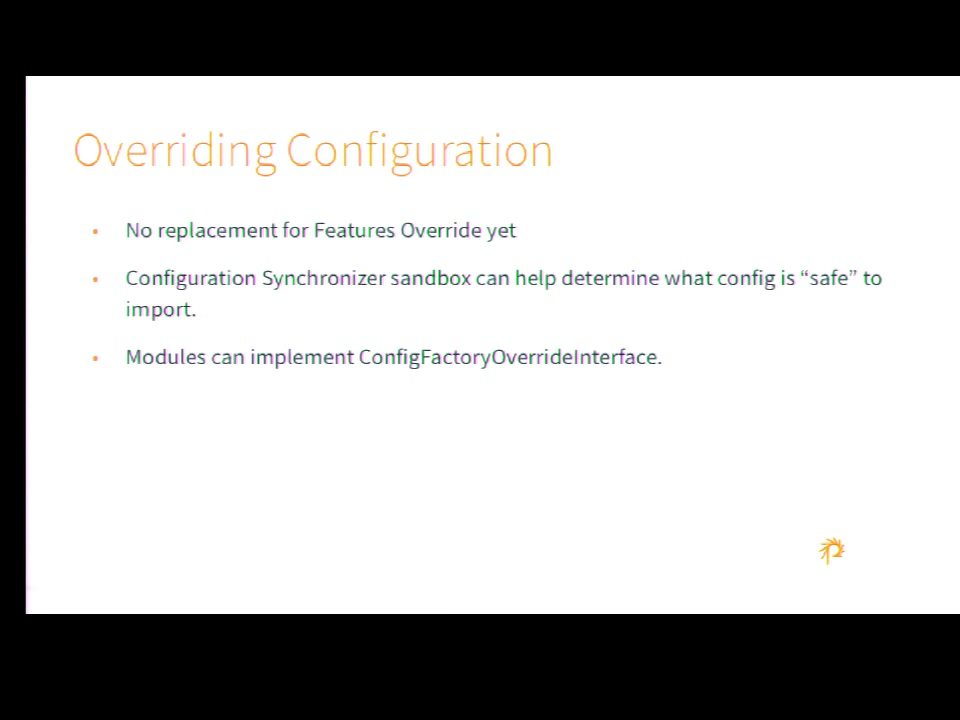 Overriding Configuration
• No replacement for Features Override yet
• Configuration Synchronizer sandbox can help determine what config is “safe” to
import.
• Modules can implement ConfigFactoryOverrideInterface.